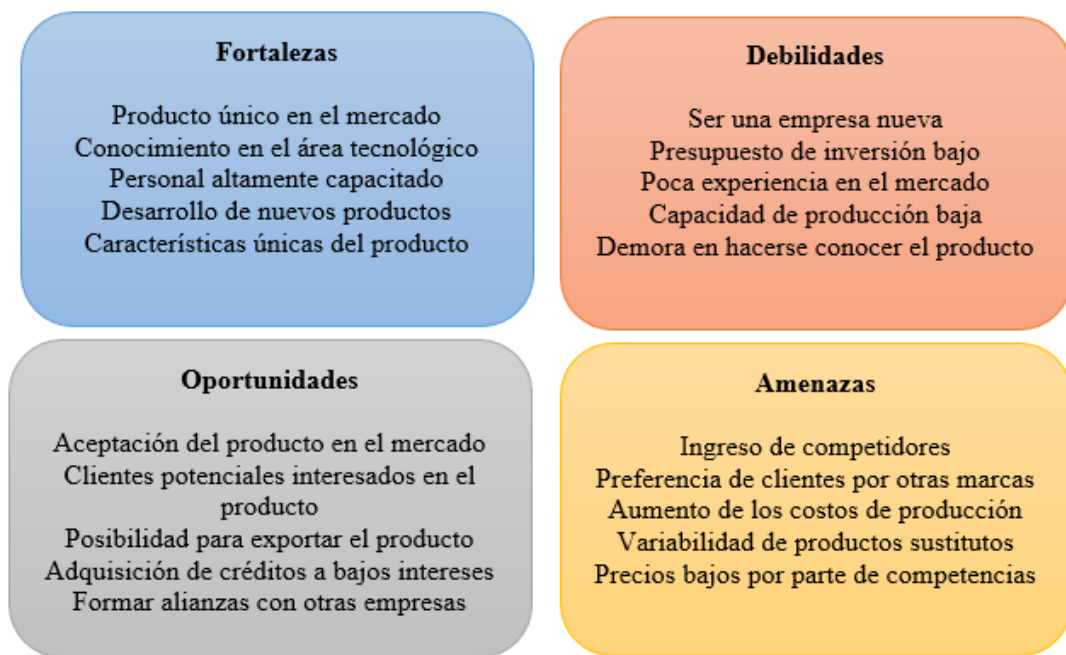 Fortalezas
Producto único en el mercado
Conocimiento en el área tecnológico
Personal altamente capacitado
Desarrollo de nuevos productos
Características únicas del producto
Debilidades
Ser una empresa nueva
Presupuesto de inversión bajo
Poca experiencia en el mercado
Capacidad de producción baja
Demora en hacerse conocer el producto
Oportunidades
Aceptación del producto en el mercado
Clientes potenciales interesados en el
producto
Posibilidad para exportar el producto
Adquisición de créditos a bajos intereses
Formar alianzas con otras empresas
Amenazas
Ingreso de competidores
Preferencia de clientes por otras marcas
Aumento de los costos de producción
Variabilidad de productos sustitutos
Precios bajos por parte de competencias